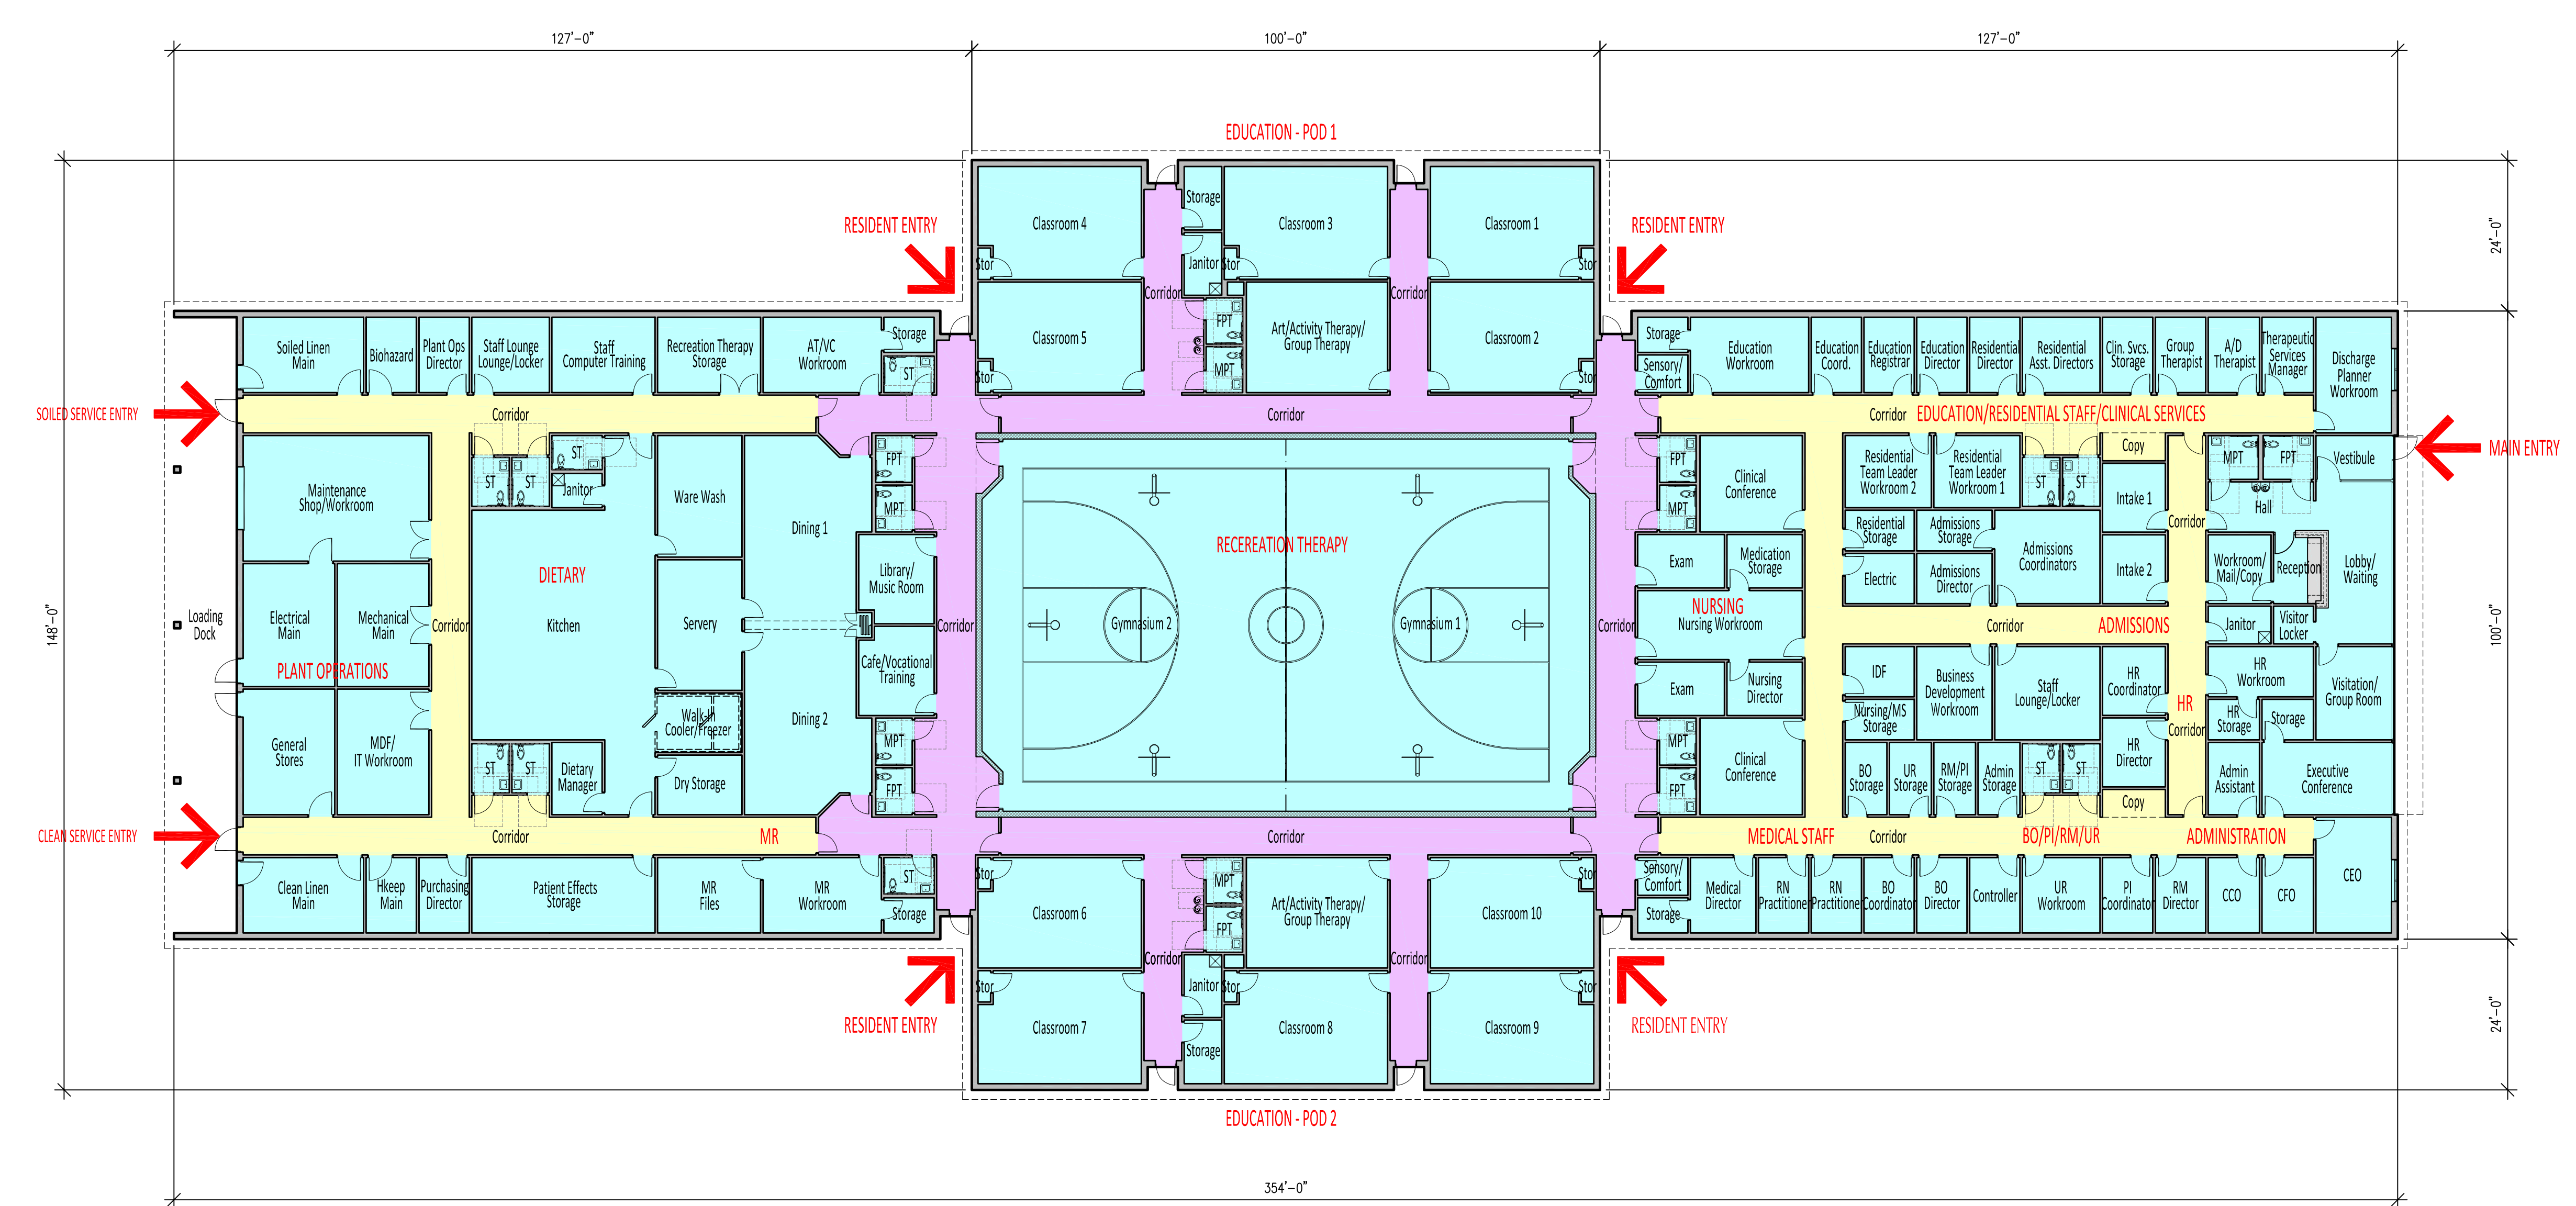 127'-0"
100'-0"
127'-0"
EDUCATION - POD 1
RESIDENT ENTRY
RESIDENT ENTRY
24'-0"
Classroom 4
Storage
Classroom 3
Classroom 1
Stor
Janitor
Stor
Stor
Corridor
Corridor
Classroom 5
FPT
MPT
Art/Activity Therapy/
Group Therapy
Classroom 2
Stor
Stor
Soiled Linen
Main
Biohazard
Plant Ops
Director
Staff Lounge
Lounge/Locker
Staff
Computer Training
Recreation Therapy
Storage
AT/VC
Workroom
Storage
ST
Storage
Sensory/
Comfort
Education
Workroom
Education
Coord.
Education
Registrar
Education
Director
Residential
Director
Residential
Asst. Directors
Clin. Svcs.
Storage
Group
Therapist
A/D
Therapist
Therapeutic
Services
Manager
Discharge
Planner
Workroom
SOILED SERVICE ENTRY
Corridor
Corridor
Corridor
EDUCATION/RESIDENTIAL STAFF/CLINICAL SERVICES
MAIN ENTRY
ST
ST
ST
Janitor
Maintenance
Shop/Workroom
Ware Wash
Dining 1
FPT
MPT
FPT
MPT
Clinical
Conference
Residential
Team Leader
Workroom 2
Residential
Team Leader
Workroom 1
ST
ST
Copy
Intake 1
MPT
FPT
Vestibule
Hall
Corridor
RECEREATION THERAPY
DIETARY
Library/
Music Room
Exam
Medication
Storage
Residential
Storage
Admissions
Storage
Admissions
Coordinators
Electric
Admissions
Director
Intake 2
Workroom/
Mail/Copy
Reception
Lobby/
Waiting
148'-0"
Loading
Dock
Electrical
Main
Mechanical
Main
Corridor
Kitchen
Servery
Corridor
Gymnasium 2
Gymnasium 1
Corridor
NURSING
Nursing Workroom
Corridor
ADMISSIONS
Janitor
Visitor
Locker
100'-0"
PLANT OPERATIONS
Cafe/Vocational
Training
Exam
Nursing
Director
IDF
Nursing/MS
Storage
Business
Development
Workroom
Staff
Lounge/Locker
HR
Coordinator
HR
Corridor
HR
Workroom
HR
Storage
Storage
Visitation/
Group Room
General
Stores
MDF/
IT Workroom
ST
ST
Dietary
Manager
Walk-In
Cooler/Freezer
Dry Storage
Dining 2
MPT
FPT
MPT
FPT
Clinical
Conference
BO
Storage
UR
Storage
RM/PI
Storage
Admin
Storage
ST
ST
HR
Director
Copy
Admin
Assistant
Executive
Conference
CLEAN SERVICE ENTRY
Corridor
MR
Corridor
MEDICAL STAFF
Corridor
BO/PI/RM/UR
ADMINISTRATION
Clean Linen
Main
Hkeep
Main
Purchasing
Director
Patient Effects
Storage
MR
Files
MR
Workroom
ST
Storage
Sensory/
Comfort
Storage
Medical
Director
RN
Practitioner
RN
Practitioner
BO
Coordinator
BO
Director
Controller
UR
Workroom
PI
Coordinator
RM
Director
CCO
CFO
CEO
Stor
Classroom 6
MPT
FPT
Art/Activity Therapy/
Group Therapy
Classroom 10
Stor
Corridor
Corridor
Stor
Janitor
Stor
Stor
Classroom 7
Storage
Classroom 8
Classroom 9
RESIDENT ENTRY
RESIDENT ENTRY
24'-0"
EDUCATION - POD 2
354'-0"